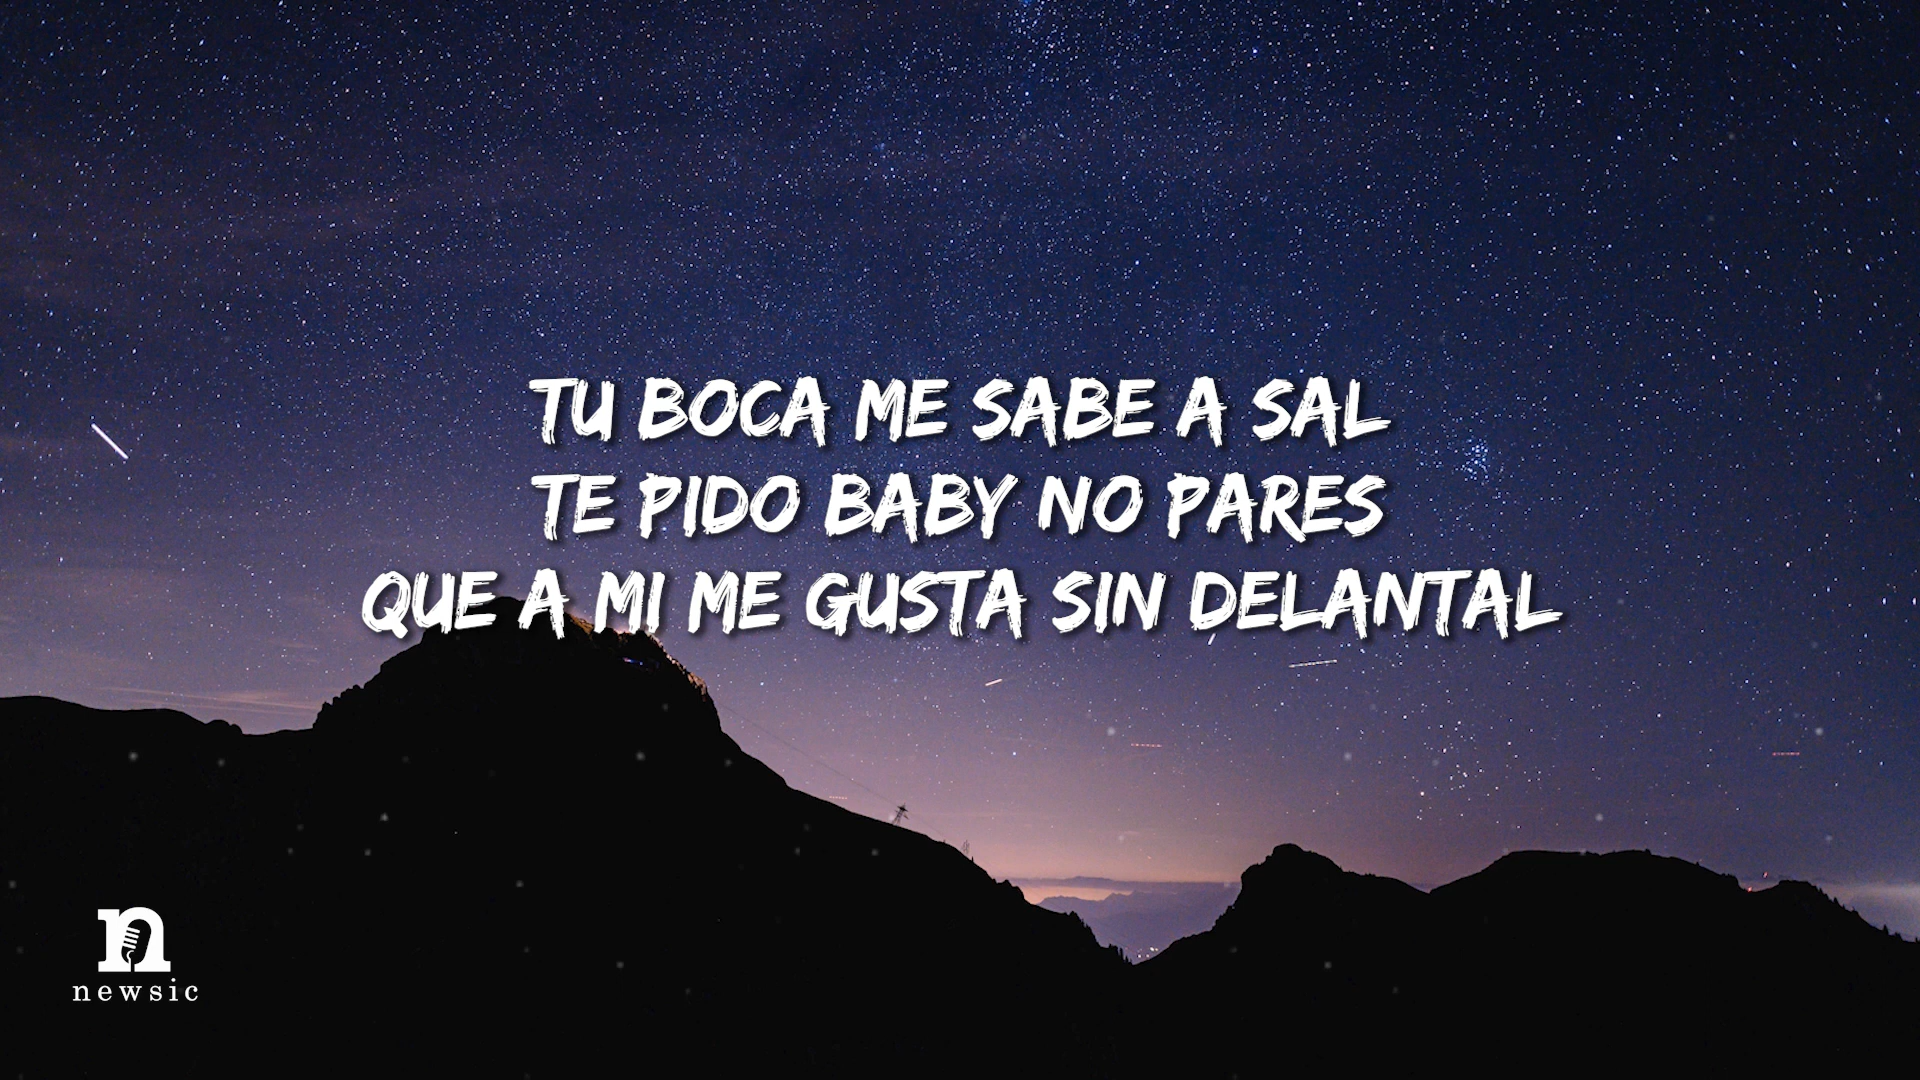 TU BOCA ME SABE A SAL
TE PIDO BABY NO PARES
QUE A MI ME GUSTA SIN DELANTAL
n
newsic